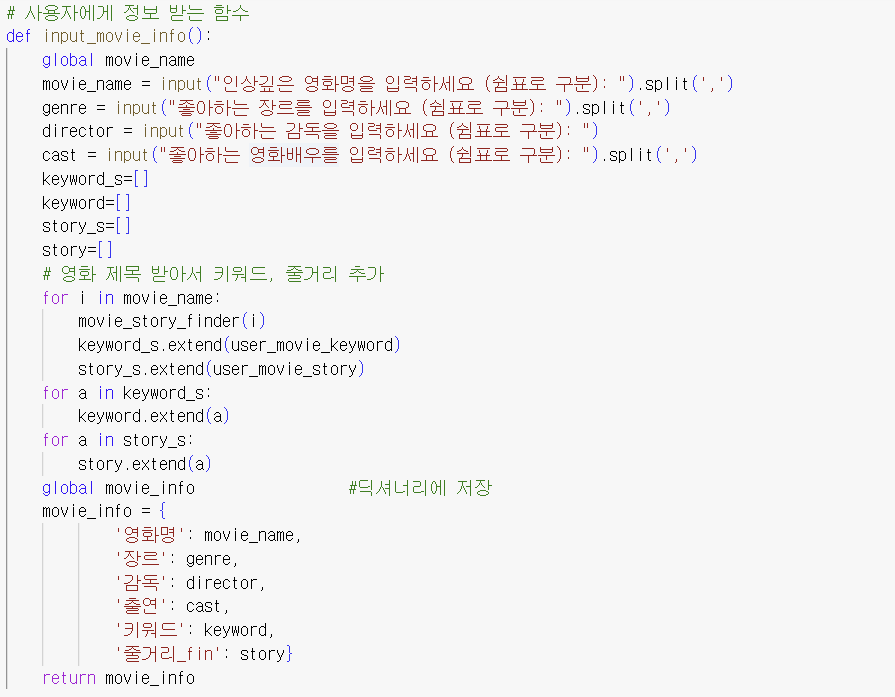 # 사용자에게 정보 받는 함수
def input_movie_info():
    global movie_name
    movie_name = input("인상깊은 영화명을 입력하세요 (쉼표로 구분): ").split(',')
    genre = input("좋아하는 장르를 입력하세요 (쉼표로 구분): ").split(',')
    director = input("좋아하는 감독을 입력하세요 (쉼표로 구분): ")
    cast = input("좋아하는 영화배우를 입력하세요 (쉼표로 구분): ").split(',')
    keyword_s=[]
    keyword=[]
    story_s=[]
    story=[]
    # 영화 제목 받아서 키워드, 줄거리 추가
    for i in movie_name:
        movie_story_finder(i)
        keyword_s.extend(user_movie_keyword)
        story_s.extend(user_movie_story)
    for a in keyword_s:
        keyword.extend(a)
    for a in story_s:
        story.extend(a)
    global movie_info                 #딕셔너리에 저장
    movie_info = {
            '영화명': movie_name,
            '장르': genre,
            '감독': director,
            '출연': cast,
            '키워드': keyword,
            '줄거리_fin': story}
    return movie_info